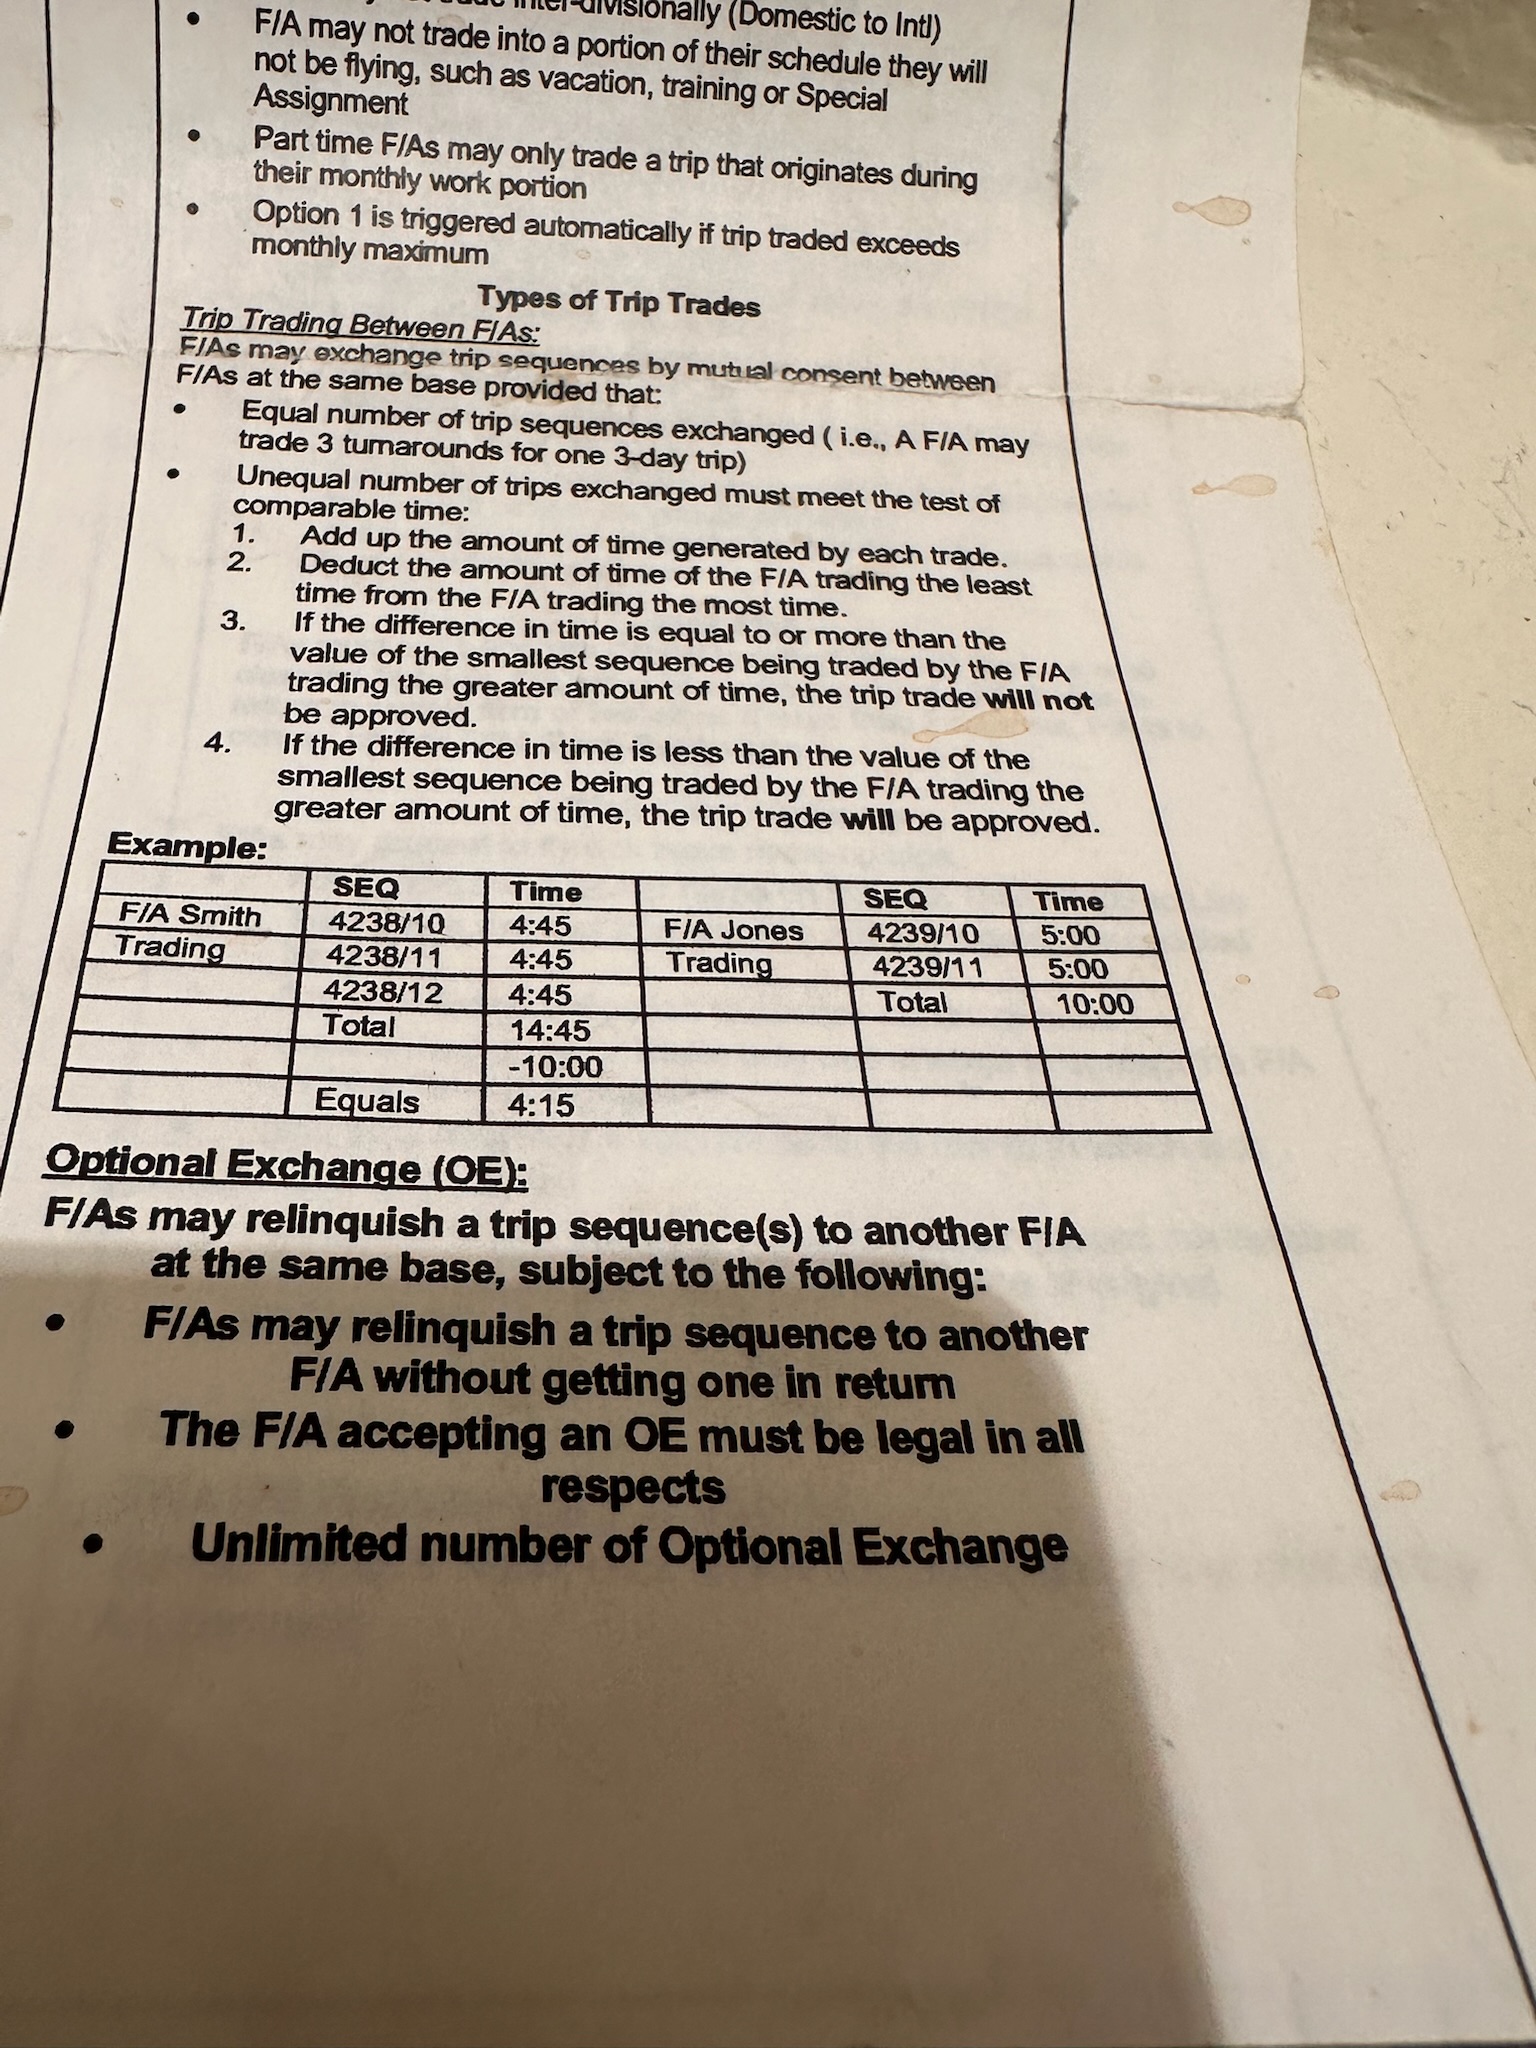 inter-divisionally (Domestic to Intl)
• F/A may not trade into a portion of their schedule they will
not be flying, such as vacation, training or Special
Assignment
• Part time F/As may only trade a trip that originates during
their monthly work portion
• Option 1 is triggered automatically if trip traded exceeds
monthly maximum
Types of Trip Trades
Trip Trading Between F/As:
F/As may exchange trip sequences by mutual consent between
F/As at the same base provided that:
• Equal number of trip sequences exchanged ( i.e., A F/A may
trade 3 turnarounds for one 3-day trip)
• Unequal number of trips exchanged must meet the test of
comparable time:
1. Add up the amount of time generated by each trade.
2. Deduct the amount of time of the F/A trading the least
time from the F/A trading the most time.
3. If the difference in time is equal to or more than the
value of the smallest sequence being traded by the F/A
trading the greater amount of time, the trip trade will not
be approved.
4. If the difference in time is less than the value of the
smallest sequence being traded by the F/A trading the
greater amount of time, the trip trade will be approved.
Example:
SEQ Time SEQ Time
F/A Smith 4238/10 4:45 F/A Jones 4239/10 5:00
Trading 4238/11 4:45 Trading 4239/11 5:00
4238/12 4:45 Total 10:00
Total 14:45
-10:00
Equals 4:15
Optional Exchange (OE):
F/As may relinquish a trip sequence(s) to another F/A
at the same base, subject to the following:
• F/As may relinquish a trip sequence to another
F/A without getting one in return
• The F/A accepting an OE must be legal in all
respects
• Unlimited number of Optional Exchange